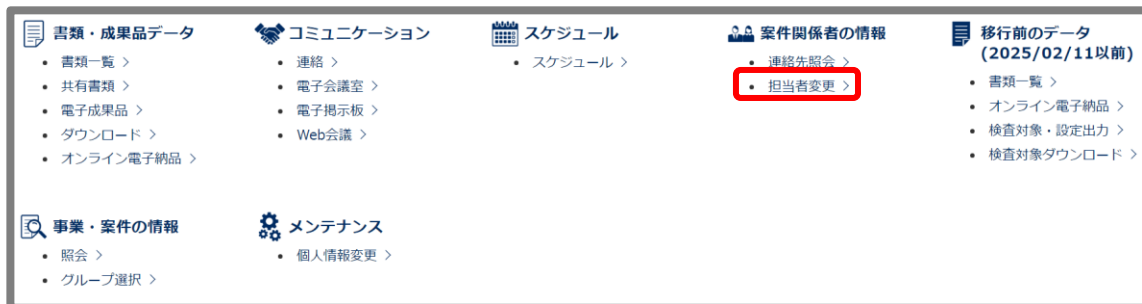 書類・成果品データ
書類一覧 >
共有書類 >
電子成果品 >
ダウンロード >
オンライン電子納品 >
コミュニケーション
連絡 >
電子会議室 >
電子掲示板 >
Web会議 >
スケジュール
スケジュール >
案件関係者の情報
連絡先照会 >
担当者変更 >
移行前のデータ
(2025/02/11以前)
書類一覧 >
オンライン電子納品 >
検査対象・設定出力 >
検査対象ダウンロード >
事業・案件の情報
照会 >
グループ選択 >
メンテナンス
個人情報変更 >